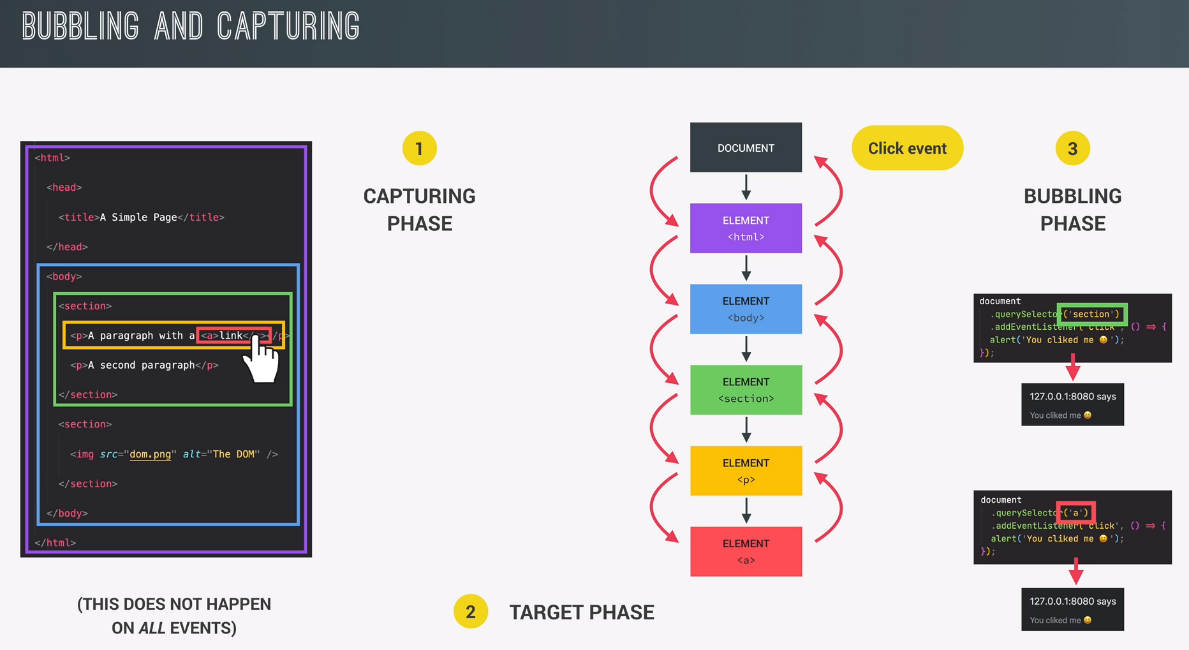 BUBBLING AND CAPTURING
<html>
<head>
<title>A Simple Page</title>
</head>
<body>
<section>
<p>A paragraph with a <a>link</a></p>
<p>A second paragraph</p>
</section>
<section>
<img src="dom.png" alt="The DOM" />
</section>
</body>
</html>
(THIS DOES NOT HAPPEN
ON ALL EVENTS)
1
CAPTURING
PHASE
DOCUMENT
ELEMENT
<html>
ELEMENT
<body>
ELEMENT
<section>
ELEMENT
<p>
ELEMENT
<a>
2
TARGET PHASE
Click event
3
BUBBLING
PHASE
document
.querySelector('section')
.addEventListener('click', () => {
alert('You cliked me 😀');
});
127.0.0.1:8080 says
You cliked me 😀
document
.querySelector('a')
.addEventListener('click', () => {
alert('You cliked me 😀');
});
127.0.0.1:8080 says
You cliked me 😀